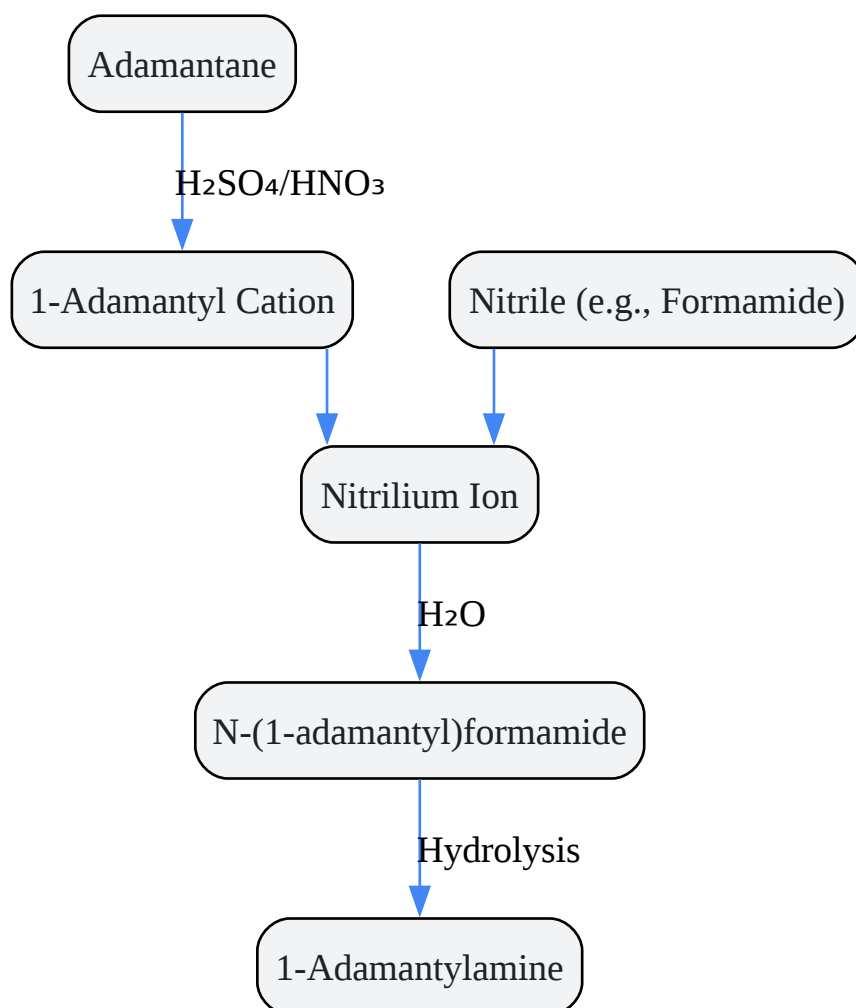 Adamantane
H₂SO₄/HNO₃
1-Adamantyl Cation
Nitrile (e.g., Formamide)
Nitrilium Ion
H₂O
N-(1-adamantyl)formamide
Hydrolysis
1-Adamantylamine